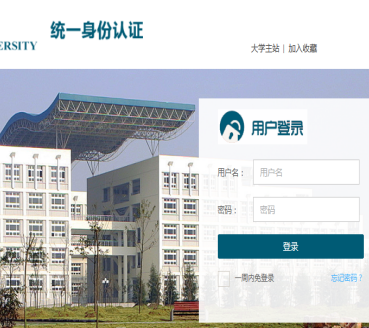 ERSITY 统一身份认证
大学主站 | 加入收藏
用户登录
用户名： 用户名
密码： 密码
登录
一周内免登录 忘记密码？